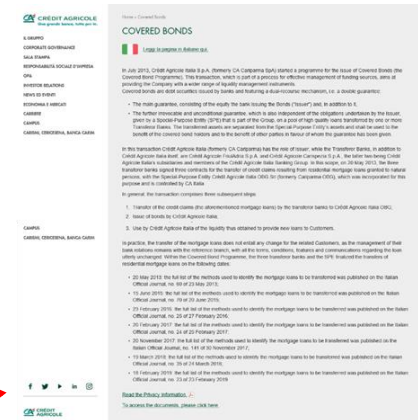 CRÉDIT AGRICOLE
Una grande banca, tutta per te.
IL GRUPPO
CORPORATE GOVERNANCE
SALA STAMPA
RESPONSABILITÀ SOCIALE D'IMPRESA
OPA
INVESTOR RELATIONS
NEWS ED EVENTI
ECONOMIA E MERCATI
CARRIERE
CAMPUS
CARISMI, CERDIBENA, BANCA CARIM
CAMPUS
CARISMI, CERDIBENA, BANCA CARIM
CRÉDIT
AGRICOLE
Home › Covered Bonds
COVERED BONDS
Leggi la pagina in italiano qui.
In July 2013, Crédit Agricole Italia S.p.A. (formerly CA Cariparma SpA) started a programme for the issue of Covered Bonds (the
Covered Bonds Programme). This transaction, which is part of a process for effective management of funding sources, aims at
providing the Company with a wider range of liquidity management instruments.
Covered bonds are debt securities issued by banks and featuring a dual-recourse mechanism, i.e. a double guarantee:
• The main guarantee, consisting of the equity the bank issuing the Bonds ("Issuer") and, in addition to it,
• The further irrevocable and unconditional guarantee, which is also independent of the obligations undertaken by the Issuer,
given by a Special-Purpose Entity (SPE) that is part of the Group, on a pool of high quality loans transferred by one or more
Transferor Banks. The transferred assets are separated from the Special Purpose Entity's assets and shall be used to the
benefit of the covered bond holders and to the benefit of other parties in favour of whom the guarantee has been given.
In this transaction Crédit Agricole Italia (formerly CA Cariparma) has the role of Issuer, while the Transferor Banks, in addition to
Crédit Agricole Italia itself, are Crédit Agricole FriulAdria S.p.A. and Crédit Agricole Carispezia S.p.A., the latter two being Crédit
Agricole Italia's subsidiaries and members of the Crédit Agricole Italia Banking Group. In this scope, on 20 May 2013, the three
transferor banks signed three contracts for the transfer of credit claims resulting from residential mortgage loans granted to natural
persons, with the Special-Purpose Entity Crédit Agricole Italia OBG Srl (formerly Cariparma OBG), which was incorporated for this
purpose and is controlled by CA Italia
In general, the transaction comprises three subsequent steps:
1. Transfer of the credit claims (the aforementioned mortgage loans) by the transferor banks to Crédit Agricole Italia OBG;
2. Issue of bonds by Crédit Agricole Italia;
3. Use by Crédit Agricole Italia of the liquidity thus obtained to provide new loans to Customers.
In practice, the transfer of the mortgage loans does not entail any change for the related Customers, as the management of their
bank relations remains with the reference branch, with all the terms, conditions, features and communications regarding the loan
utterly unchanged. Within the Covered Bond Programme, the three transferor banks and the SPE finalized the transfers of
residential mortgage loans on the following dates:
• 20 May 2013: the full list of the methods used to identify the mortgage loans to be transferred was published on the Italian
Official Journal, no. 60 of 23 May 2013;
• 15 June 2015: the full list of the methods used to identify the mortgage loans to be transferred was published on the Italian
Official Journal, no. 70 of 20 June 2015;
• 23 February 2016: the full list of the methods used to identify the mortgage loans to be transferred was published on the Italian
Official Journal, no. 25 of 27 February 2016;
• 20 February 2017: the full list of the methods used to identify the mortgage loans to be transferred was published on the Italian
Official Journal, no. 24 of 25 February 2017;
• 20 November 2017: the full list of the methods used to identify the mortgage loans to be transferred was published on the
Italian Official Journal, no. 141 of 30 November 2017;
• 19 March 2018: the full list of the methods used to identify the mortgage loans to be transferred was published on the Italian
Official Journal, no. 35 of 24 March 2018;
• 18 February 2019: the full list of the methods used to identify the mortgage loans to be transferred was published on the Italian
Official Journal, no. 23 of 23 February 2019
Read the Privacy Information.
To access the documents, please click here.